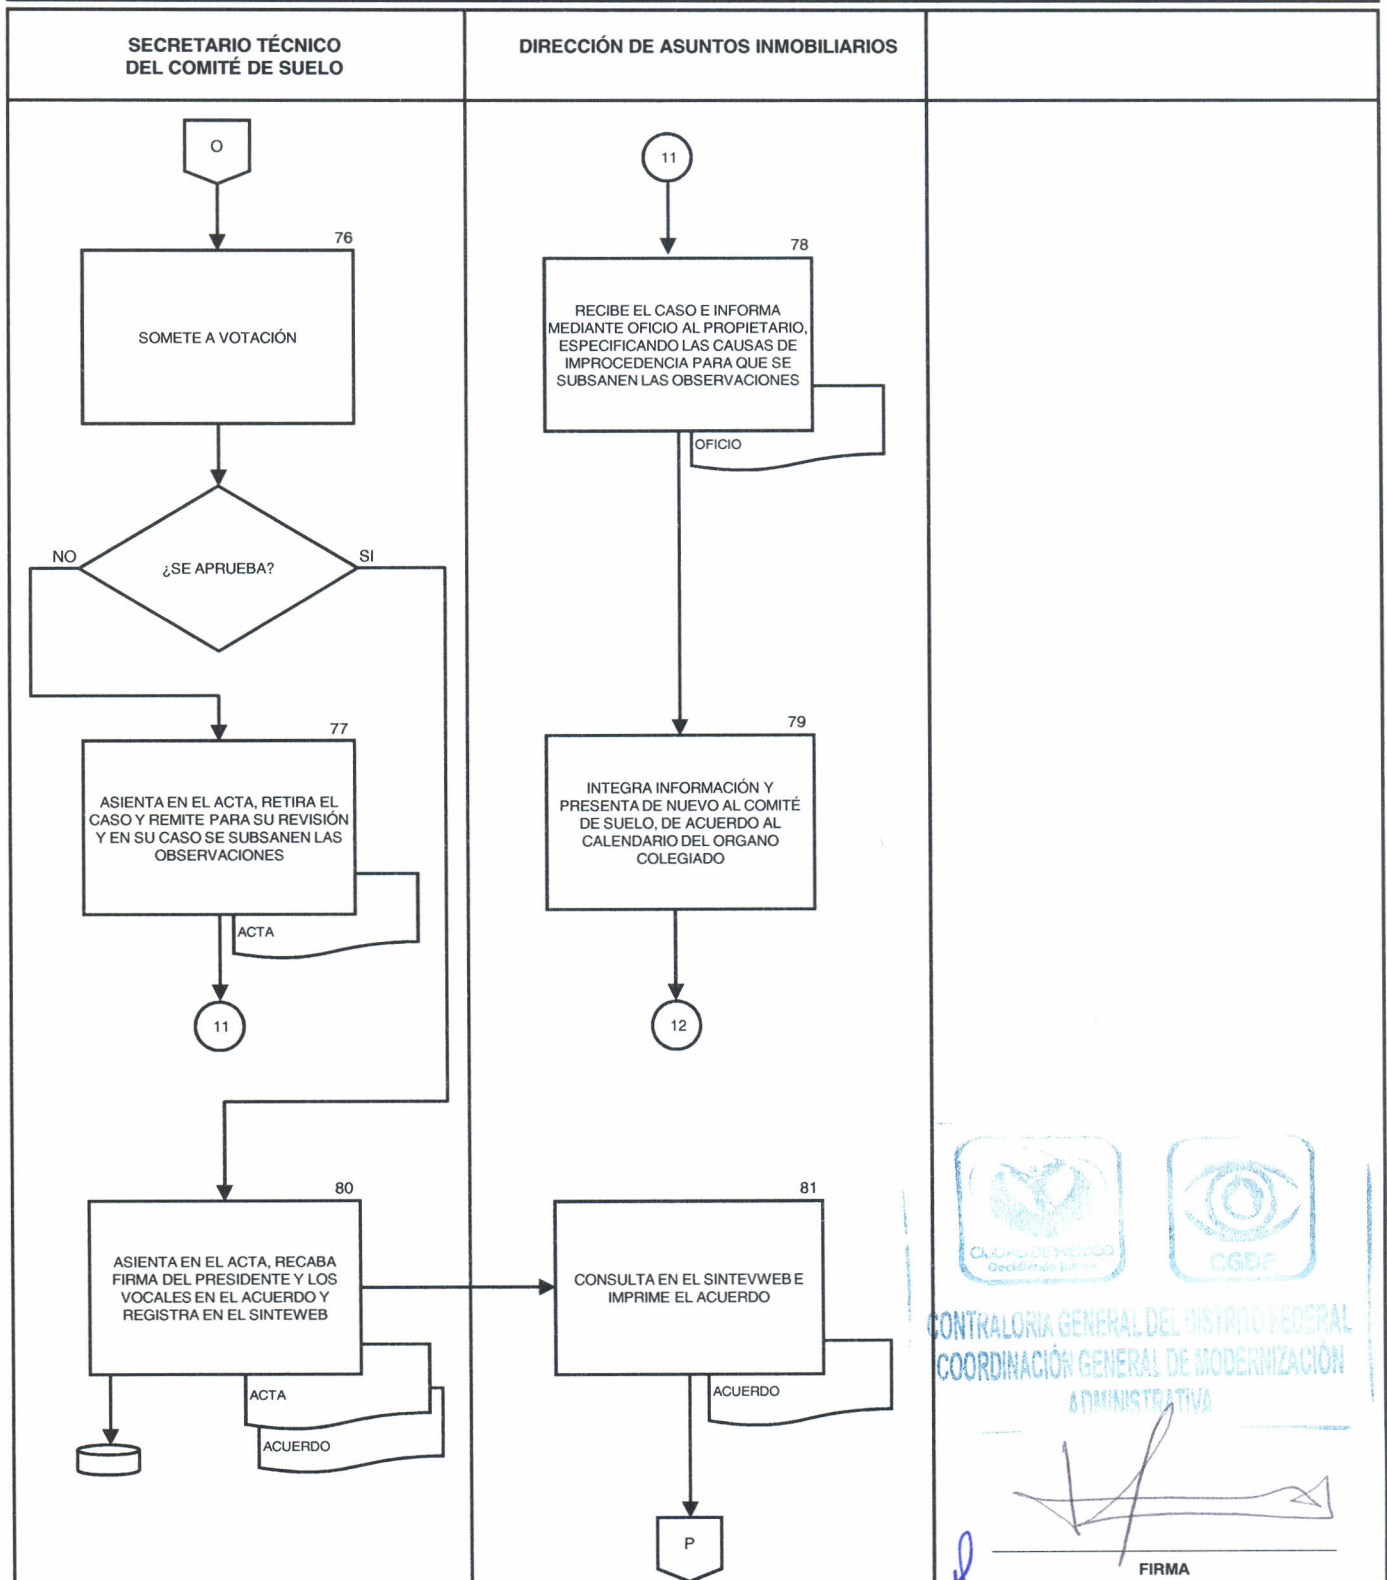 SECRETARIO TÉCNICO
DEL COMITÉ DE SUELO
DIRECCIÓN DE ASUNTOS INMOBILIARIOS
O
76
SOMETE A VOTACIÓN
¿SE APRUEBA?
NO
SI
77
ASIENTA EN EL ACTA, RETIRA EL
CASO Y REMITE PARA SU REVISIÓN
Y EN SU CASO SE SUBSANEN LAS
OBSERVACIONES
ACTA
11
11
78
RECIBE EL CASO E INFORMA
MEDIANTE OFICIO AL PROPIETARIO,
ESPECIFICANDO LAS CAUSAS DE
IMPROCEDENCIA PARA QUE SE
SUBSANEN LAS OBSERVACIONES
OFICIO
79
INTEGRA INFORMACIÓN Y
PRESENTA DE NUEVO AL COMITÉ
DE SUELO, DE ACUERDO AL
CALENDARIO DEL ORGANO
COLEGIADO
12
80
ASIENTA EN EL ACTA, RECABA
FIRMA DEL PRESIDENTE Y LOS
VOCALES EN EL ACUERDO Y
REGISTRA EN EL SINTEWEB
ACTA
ACUERDO
81
CONSULTA EN EL SINTEVWEB E
IMPRIME EL ACUERDO
ACUERDO
P
CIUDAD DE MÉXICO
Decidiendo juntos
CGDF
CONTRALORIA GENERAL DEL DISTRITO FEDERAL
COORDINACIÓN GENERAL DE MODERNIZACIÓN
ADMINISTRATIVA
FIRMA